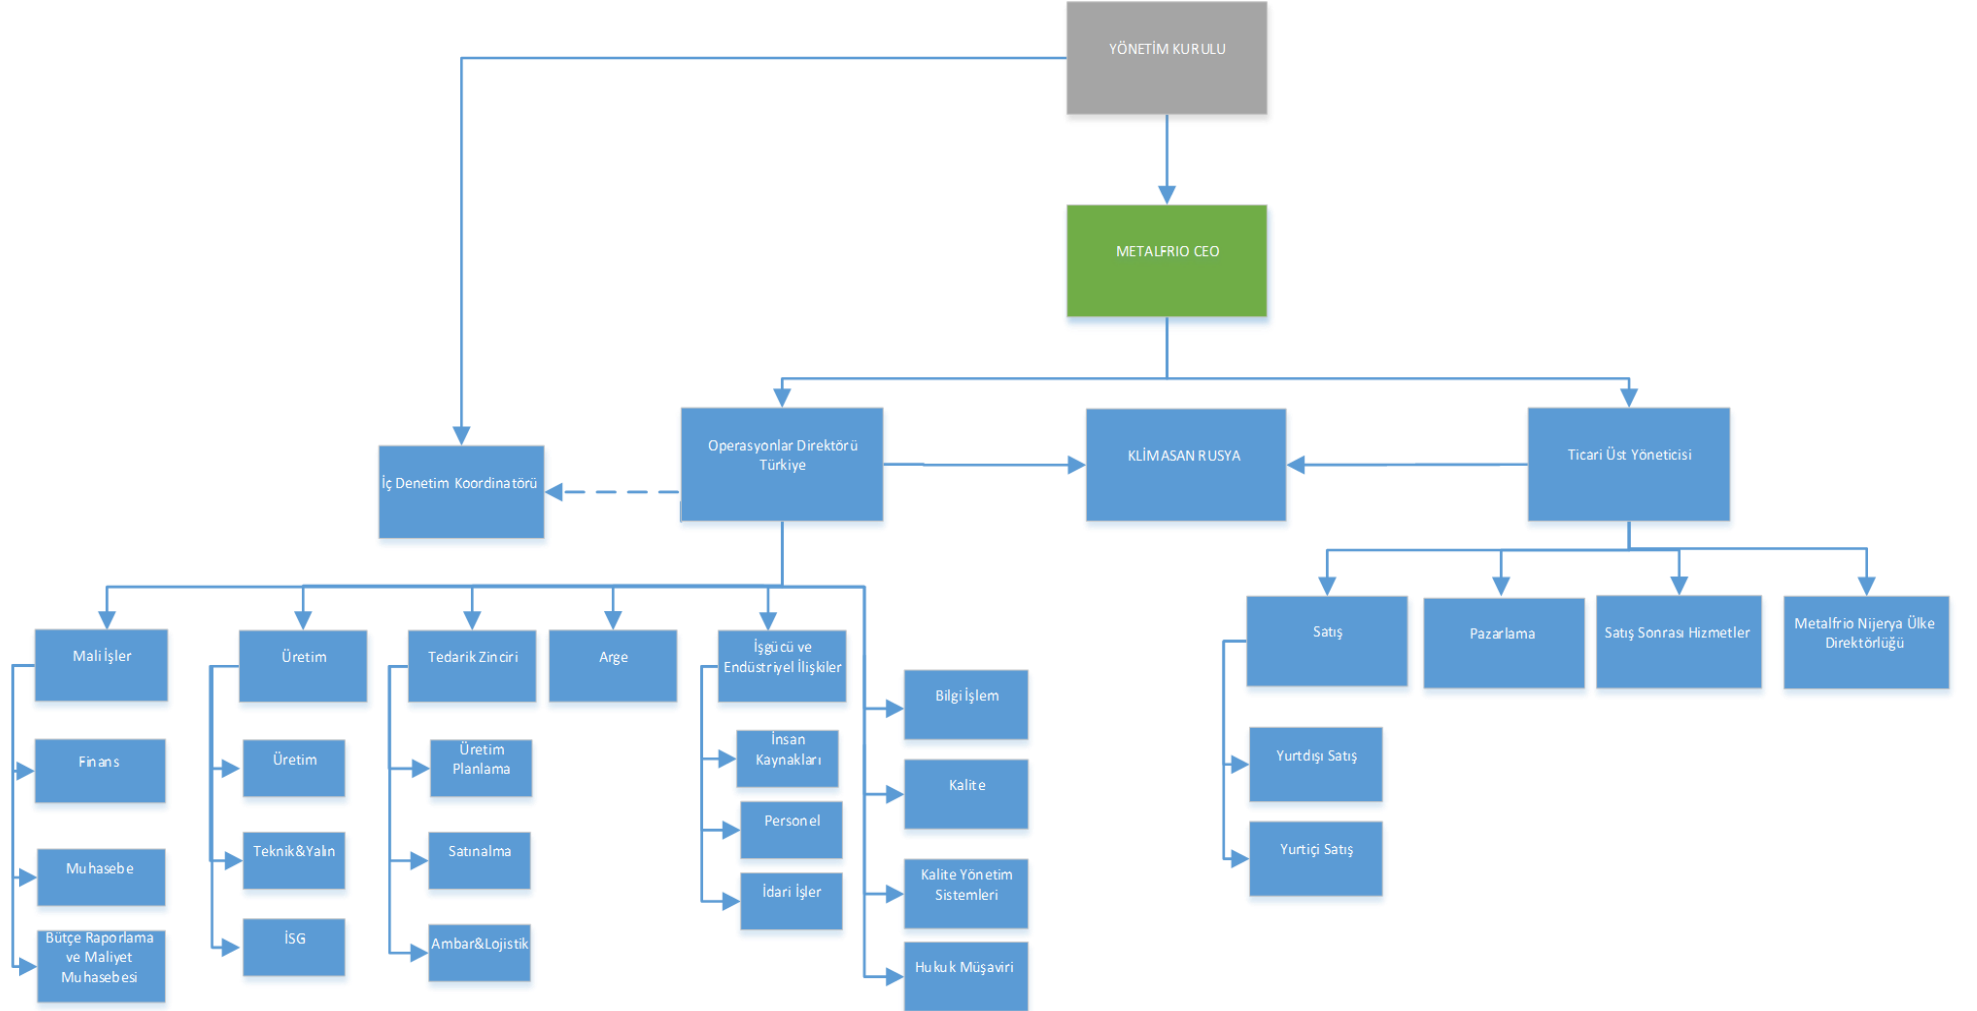 YÖNETİM KURULU
METALFRIO CEO
Operasyonlar Direktörü
Türkiye
KLİMASAN RUSYA
Ticari Üst Yöneticisi
İç Denetim Koordinatörü
Mali İşler
Üretim
Tedarik Zinciri
Arge
İşgücü ve
Endüstriyel İlişkiler
Satış
Pazarlama
Satış Sonrası Hizmetler
Metalfrio Nijerya Ülke
Direktörlüğü
Bilgi İşlem
Finans
Üretim
Üretim
Planlama
İnsan
Kaynakları
Kalite
Yurtdışı Satış
Muhasebe
Teknik&Yalın
Satınalma
Personel
Yurtiçi Satış
İdari İşler
Kalite Yönetim
Sistemleri
Bütçe Raporlama
ve Maliyet
Muhasebesi
İSG
Ambar&Lojistik
Hukuk Müşaviri